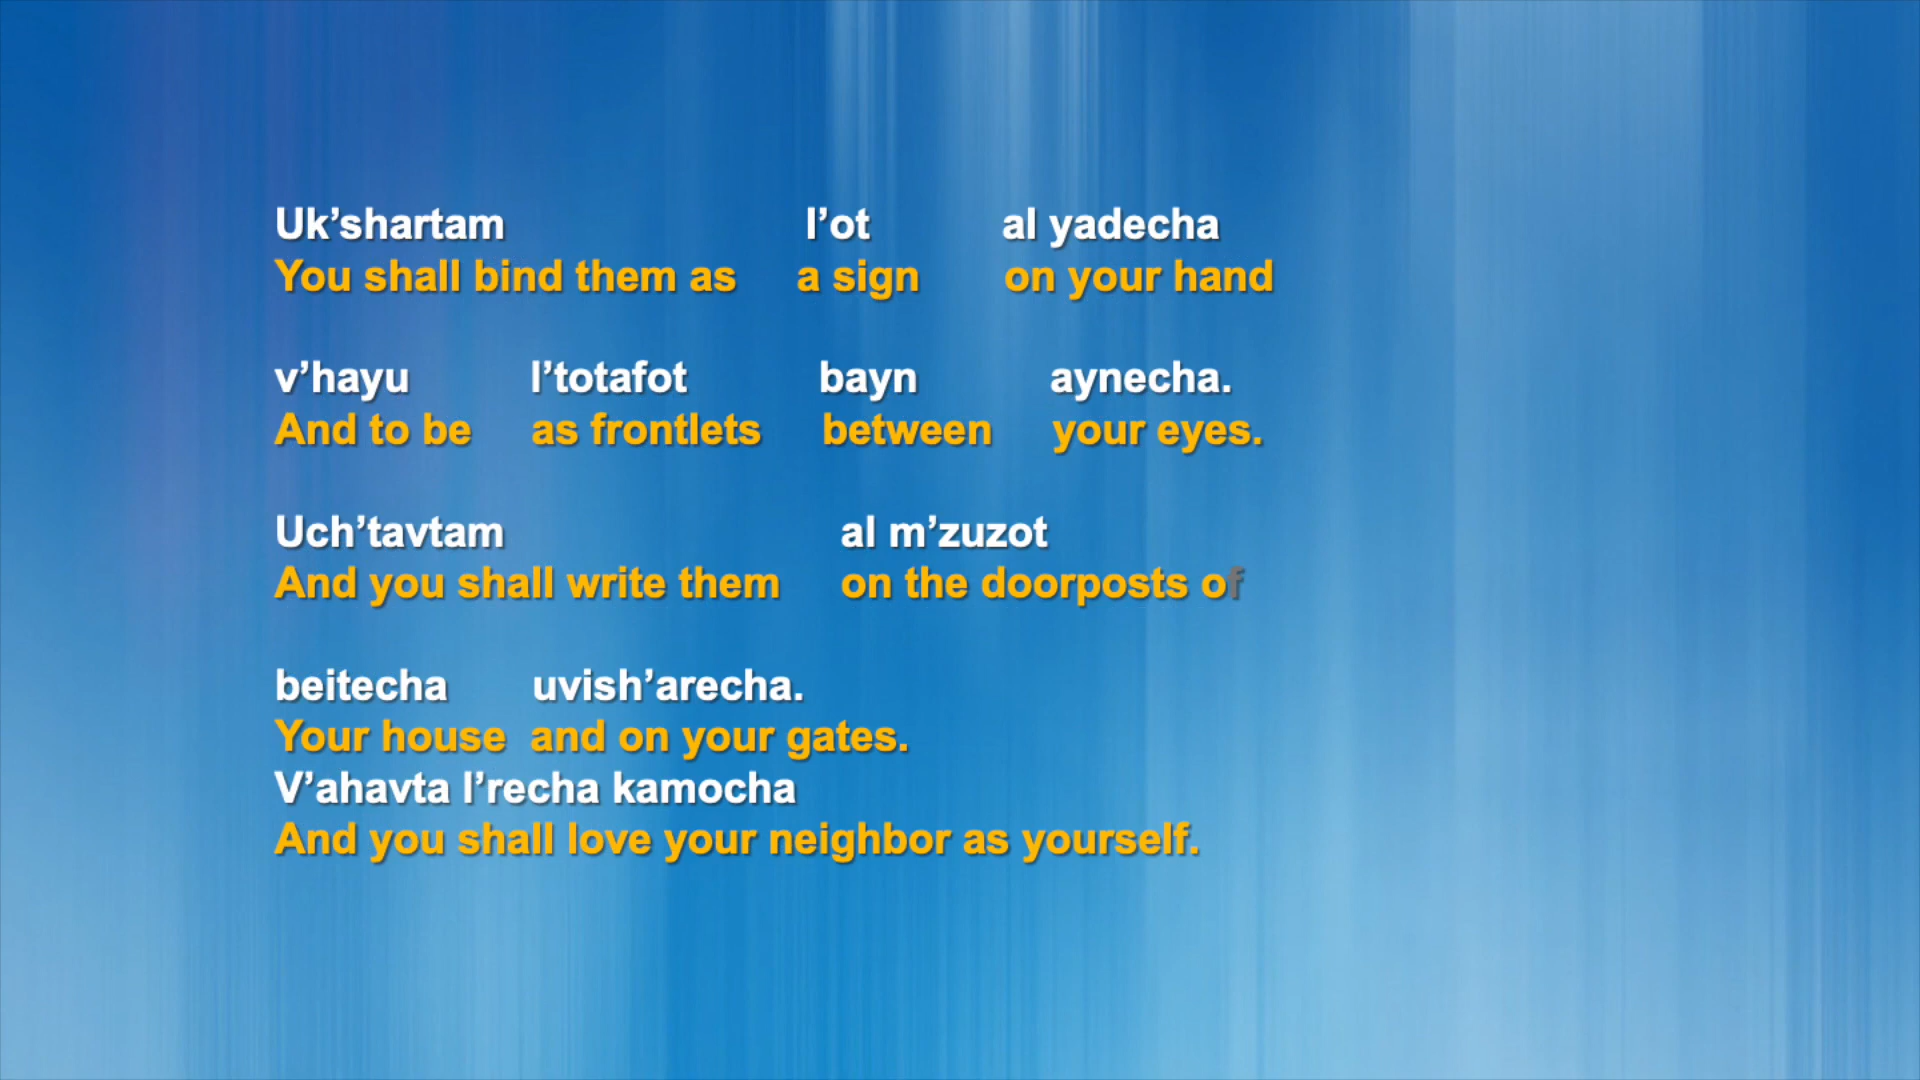 Uk’shartam l’ot al yadecha
You shall bind them as a sign on your hand
v’hayu l’totafot bayn aynecha.
And to be as frontlets between your eyes.
Uch’tavtam al m’zuzot
And you shall write them on the doorposts of
beitecha uvish’arecha.
Your house and on your gates.
V’ahavta l’recha kamocha
And you shall love your neighbor as yourself.